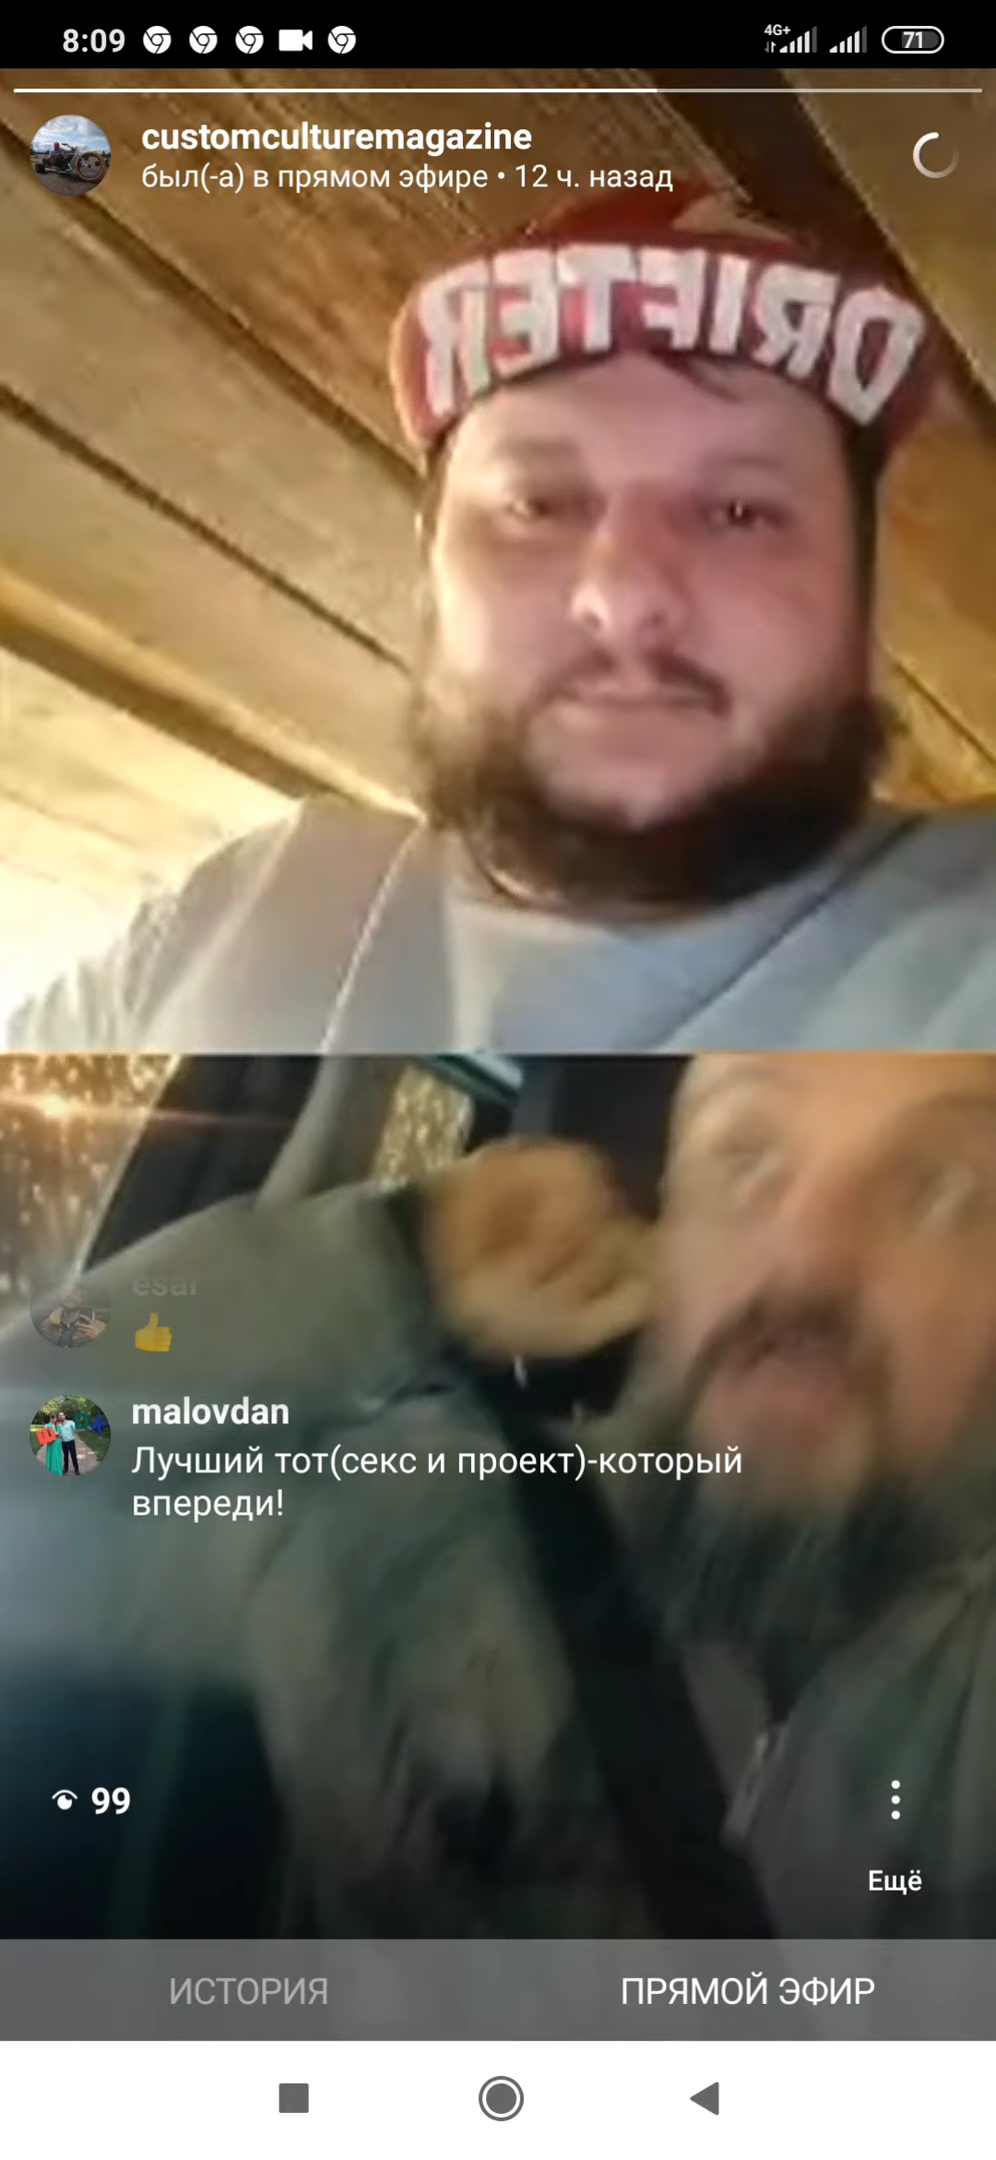 8:09
4G+
71
customculturemagazine
был(-а) в прямом эфире • 12 ч. назад
DRIFTER
esal
👍
malovdan
Лучший тот(секс и проект)-который
впереди!
99
Ещё
ИСТОРИЯ
ПРЯМОЙ ЭФИР